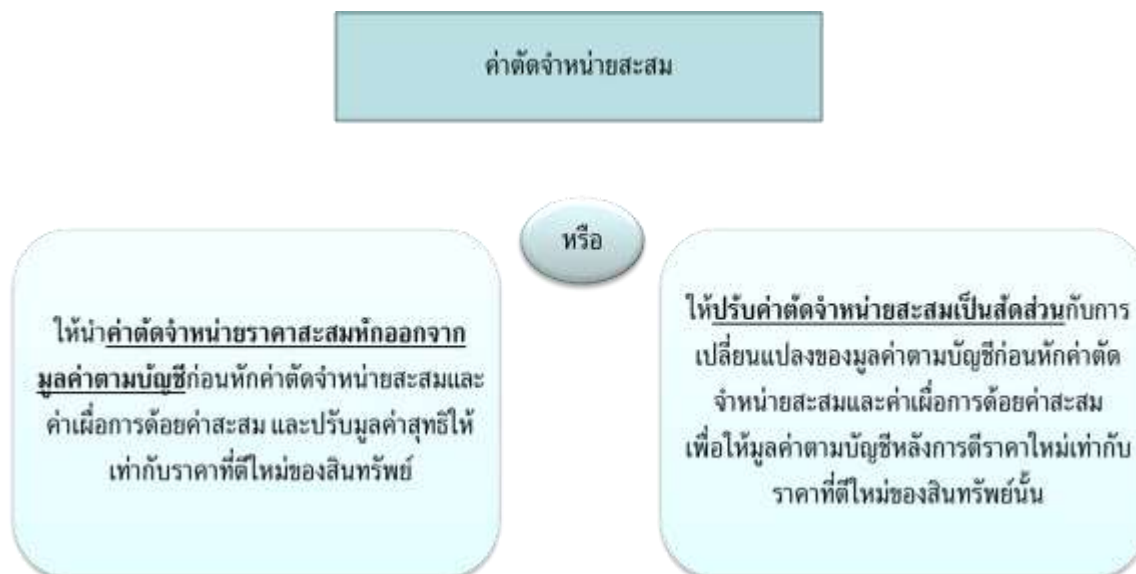 ค่าตัดจำหน่ายสะสม
หรือ
ให้นำค่าตัดจำหน่ายราคาสะสมหักออกจาก
มูลค่าตามบัญชีก่อนหักค่าตัดจำหน่ายสะสมและ
ค่าเผื่อการด้อยค่าสะสม และปรับมูลค่าสุทธิให้
เท่ากับราคาที่ตีใหม่ของสินทรัพย์
ให้ปรับค่าตัดจำหน่ายสะสมเป็นสัดส่วนกับการ
เปลี่ยนแปลงของมูลค่าตามบัญชีก่อนหักค่าตัด
จำหน่ายสะสมและค่าเผื่อการด้อยค่าสะสม
เพื่อให้มูลค่าตามบัญชีหลังการตีราคาใหม่เท่ากับ
ราคาที่ตีใหม่ของสินทรัพย์นั้น